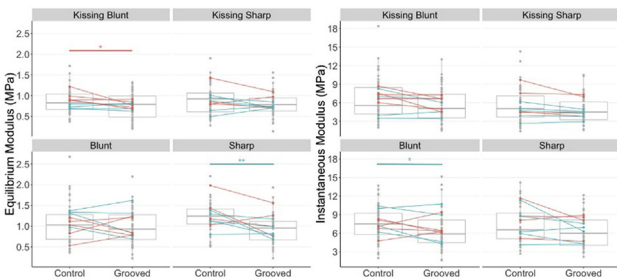 Kissing Blunt
Kissing Sharp
Equilibrium Modulus (MPa)
2.5
2.0
1.5
1.0
0.5
*
Blunt
Sharp
2.5
2.0
1.5
1.0
0.5
**
Control
Grooved
Control
Grooved
Kissing Blunt
Kissing Sharp
Instantaneous Modulus (MPa)
18
15
12
9
6
3
Blunt
Sharp
18
15
12
9
6
3
*
Control
Grooved
Control
Grooved